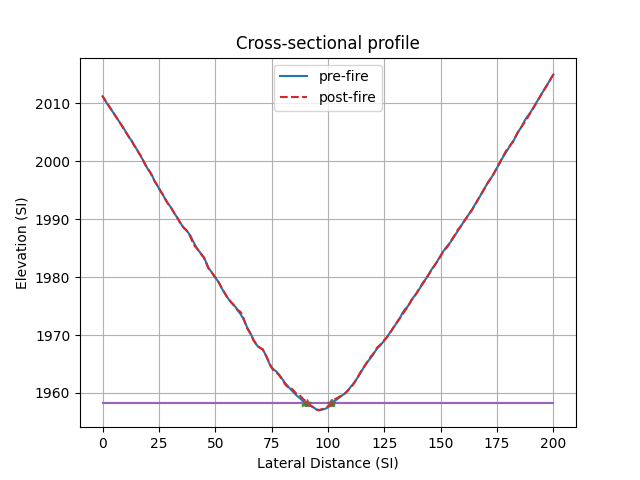 Cross-sectional profile
pre-fire
post-fire
2010
2000
1990
1980
1970
1960
Elevation (SI)
0 25 50 75 100 125 150 175 200
Lateral Distance (SI)